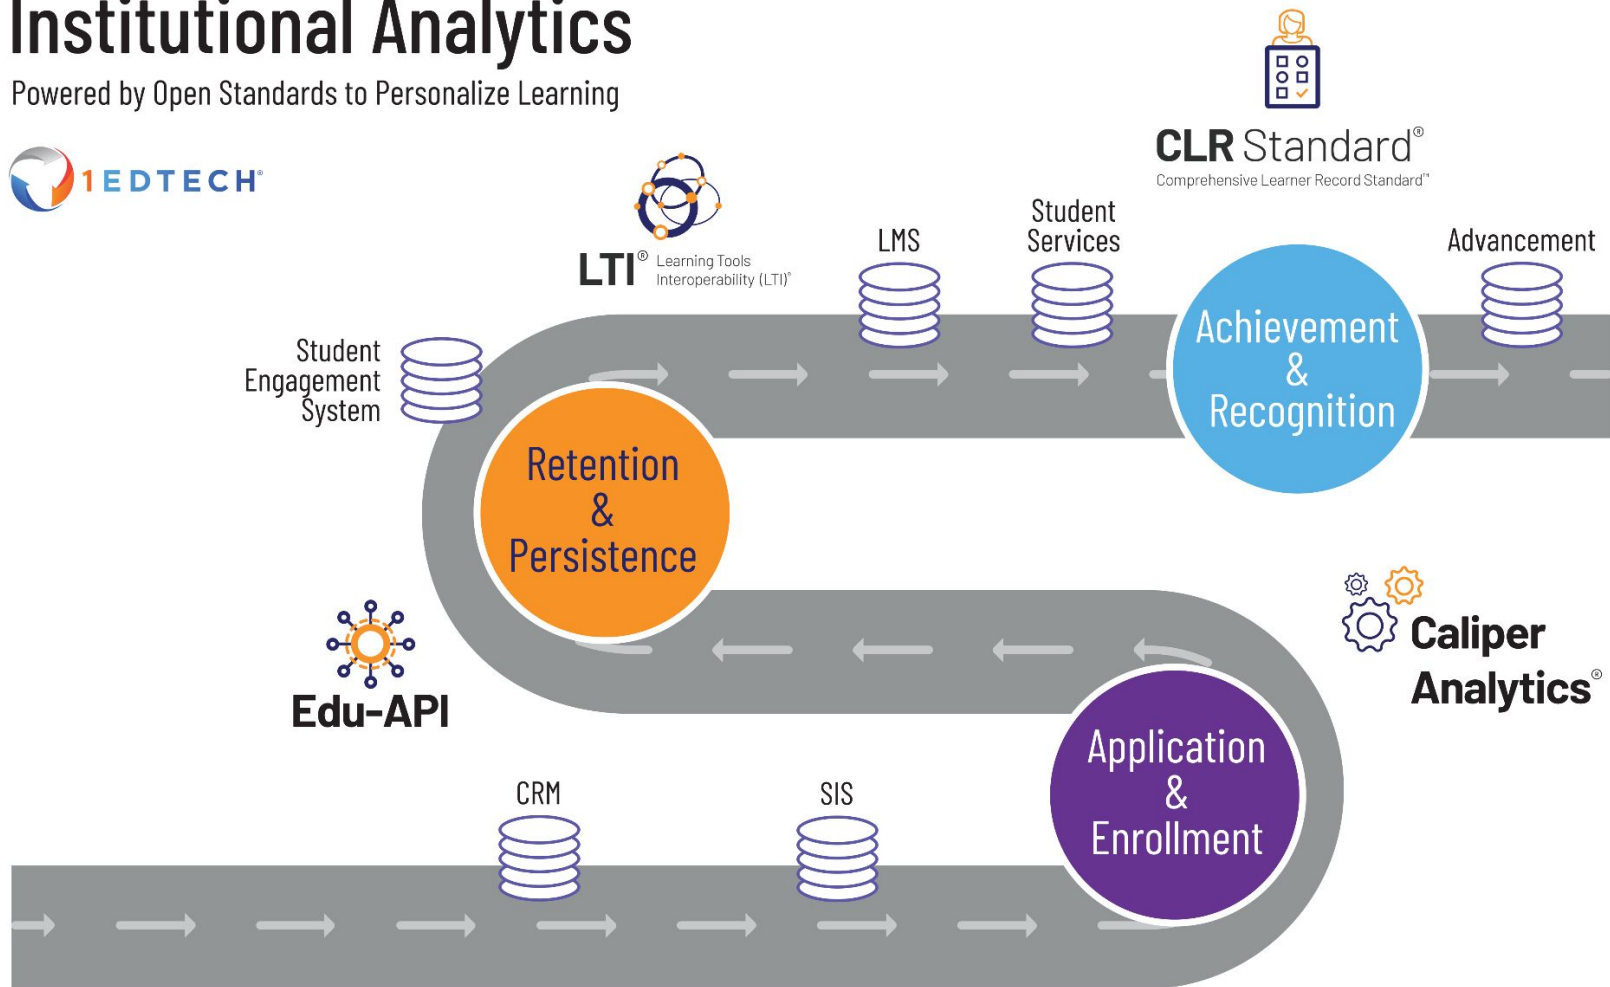 Institutional Analytics
Powered by Open Standards to Personalize Learning
1EDTECH®
CLR Standard®
Comprehensive Learner Record Standard™
LTI® Learning Tools
Interoperability (LTI)®
LMS
Student
Services
Advancement
Achievement
&
Recognition
Student
Engagement
System
Retention
&
Persistence
Edu-API
Caliper
Analytics®
Application
&
Enrollment
CRM
SIS